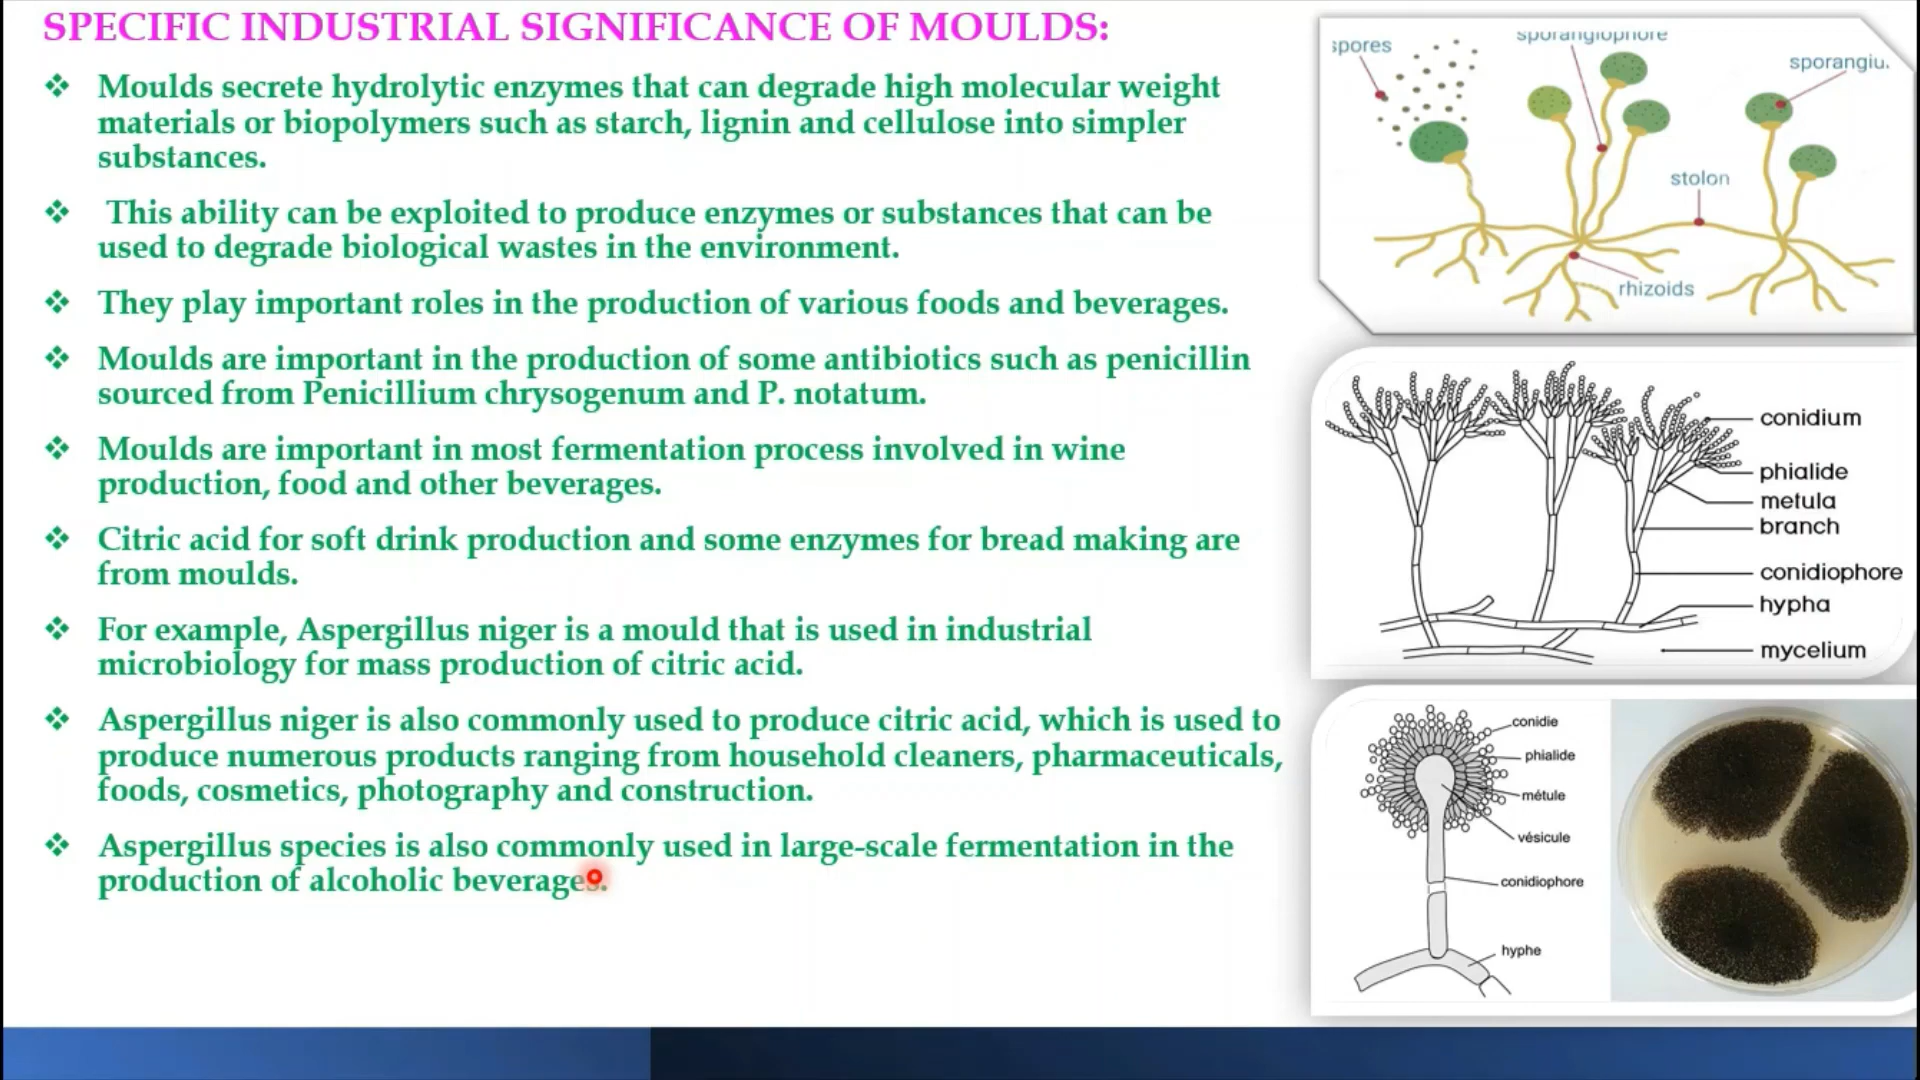 SPECIFIC INDUSTRIAL SIGNIFICANCE OF MOULDS:
❖ Moulds secrete hydrolytic enzymes that can degrade high molecular weight
materials or biopolymers such as starch, lignin and cellulose into simpler
substances.
❖ This ability can be exploited to produce enzymes or substances that can be
used to degrade biological wastes in the environment.
❖ They play important roles in the production of various foods and beverages.
❖ Moulds are important in the production of some antibiotics such as penicillin
sourced from Penicillium chrysogenum and P. notatum.
❖ Moulds are important in most fermentation process involved in wine
production, food and other beverages.
❖ Citric acid for soft drink production and some enzymes for bread making are
from moulds.
❖ For example, Aspergillus niger is a mould that is used in industrial
microbiology for mass production of citric acid.
❖ Aspergillus niger is also commonly used to produce citric acid, which is used to
produce numerous products ranging from household cleaners, pharmaceuticals,
foods, cosmetics, photography and construction.
❖ Aspergillus species is also commonly used in large-scale fermentation in the
production of alcoholic beverages.
spores
sporangiophore
sporangiu
stolon
rhizoids
conidium
phialide
metula
branch
conidiophore
hypha
mycelium
conidie
phialide
métule
vésicule
conidiophore
hyphe